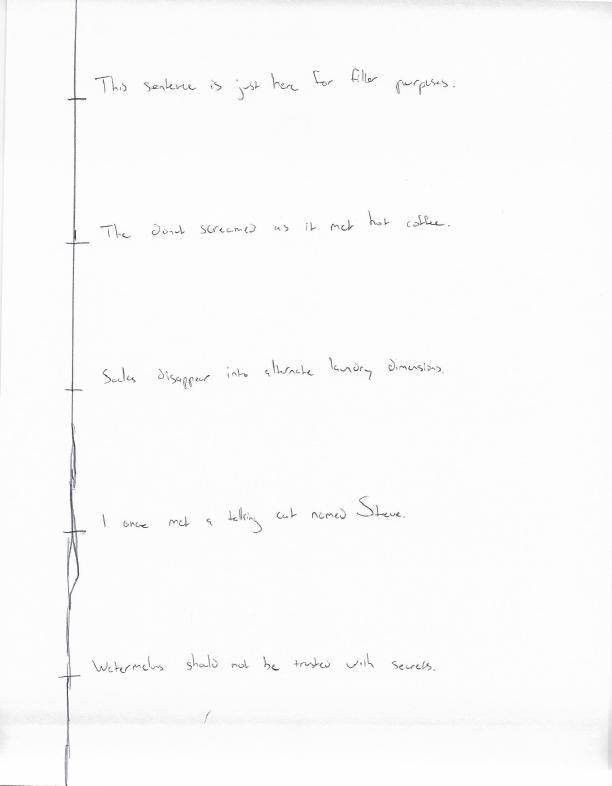 This sentence is just here for filler purposes.
The donut screamed as it met hot coffee.
Socks disappear into alternate laundry dimensions.
I once met a talking cat named Steve.
Watermelons should not be trusted with secrets.